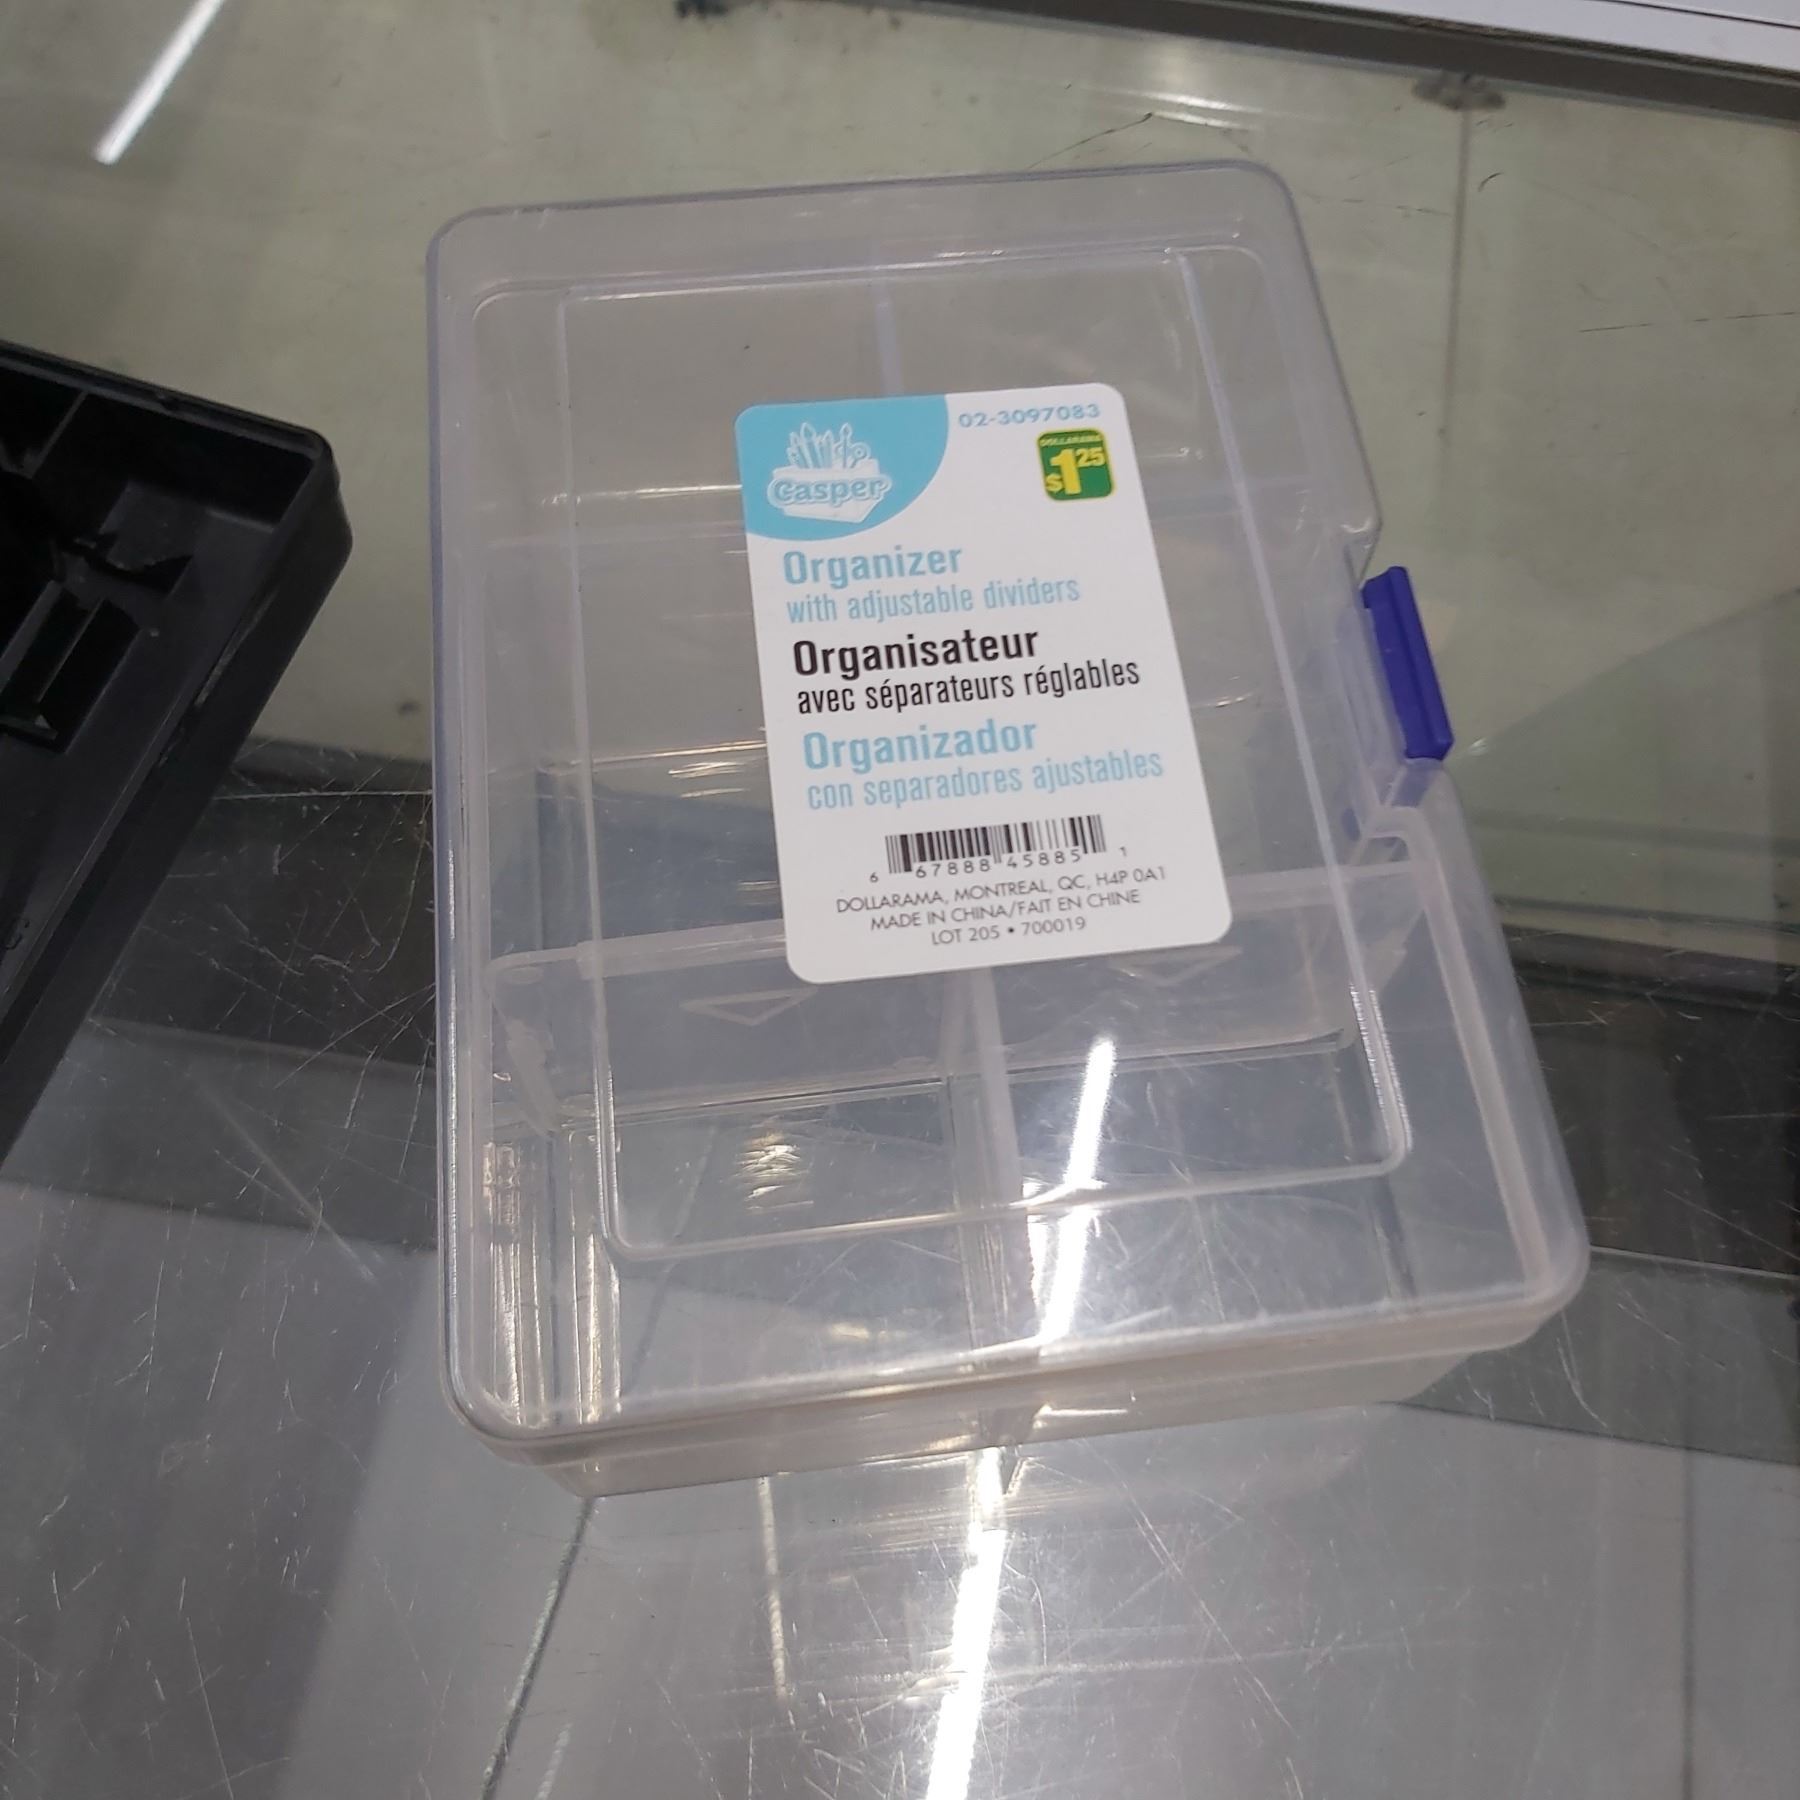 02-3097083
Casper
DOLLARAMA
$1.25
Organizer
with adjustable dividers
Organisateur
avec séparateurs réglables
Organizador
con separadores ajustables
6 67888 45885 1
DOLLARAMA, MONTREAL, QC, H4P 0A1
MADE IN CHINA/FAIT EN CHINE
LOT 205 • 700019